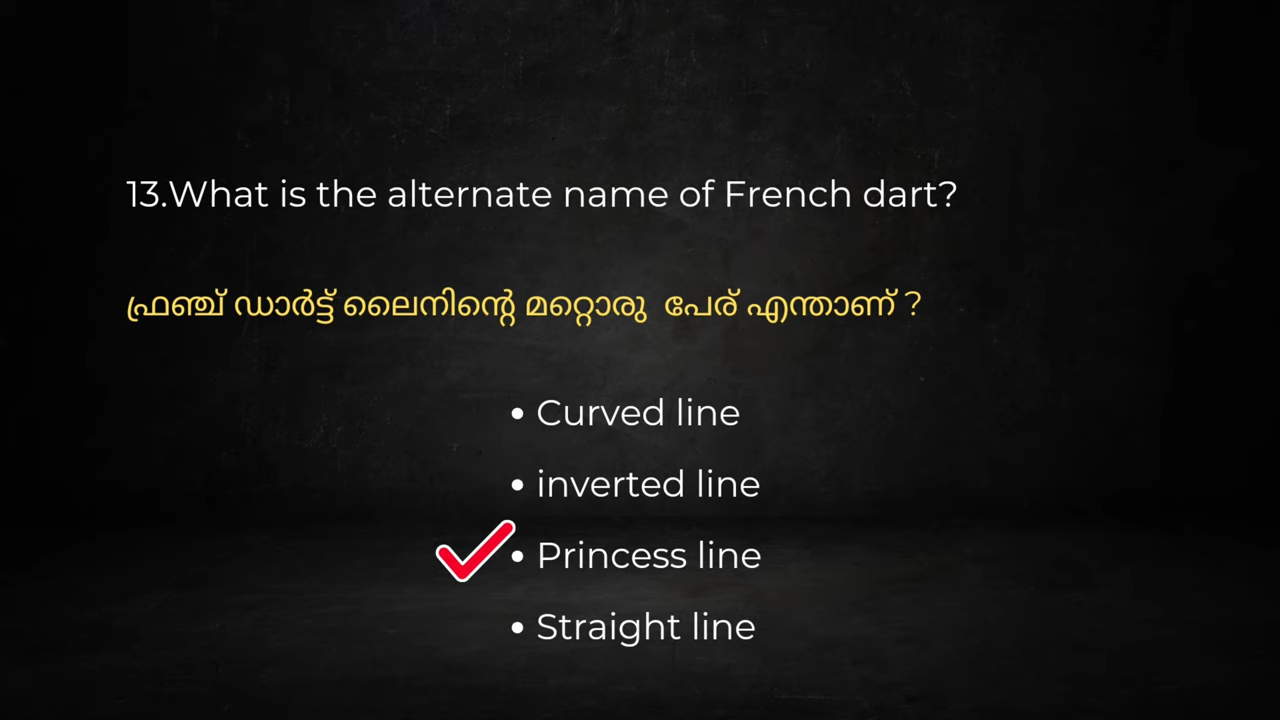 13.What is the alternate name of French dart?
ഫ്രഞ്ച് ഡാർട്ട് ലൈനിന്റെ മറ്റൊരു പേര് എന്താണ് ?
• Curved line
• inverted line
• Princess line
• Straight line